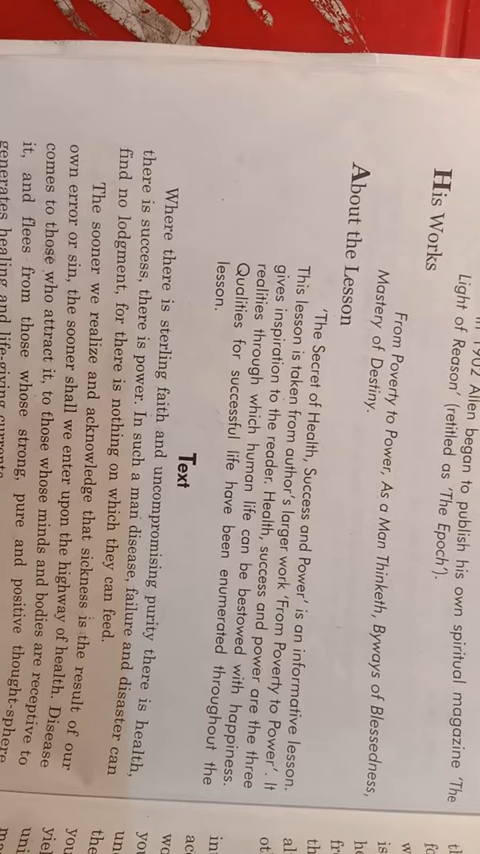 in 1902 Allen began to publish his own spiritual magazine 'The
Light of Reason' (retitled as 'The Epoch').
His Works
From Poverty to Power, As a Man Thinketh, Byways of Blessedness,
Mastery of Destiny.
About the Lesson
'The Secret of Health, Success and Power' is an informative lesson.
This lesson is taken from author's larger work 'From Poverty to Power'. It
gives inspiration to the reader. Health, success and power are the three
realities through which human life can be bestowed with happiness.
Qualities for successful life have been enumerated throughout the
lesson.
Text
Where there is sterling faith and uncompromising purity there is health,
there is success, there is power. In such a man disease, failure and disaster can
find no lodgment, for there is nothing on which they can feed.
The sooner we realize and acknowledge that sickness is the result of our
own error or sin, the sooner shall we enter upon the highway of health. Disease
comes to those who attract it, to those whose minds and bodies are receptive to
it, and flees from those whose strong, pure and positive thought-sphere
generates healing and life-giving currents